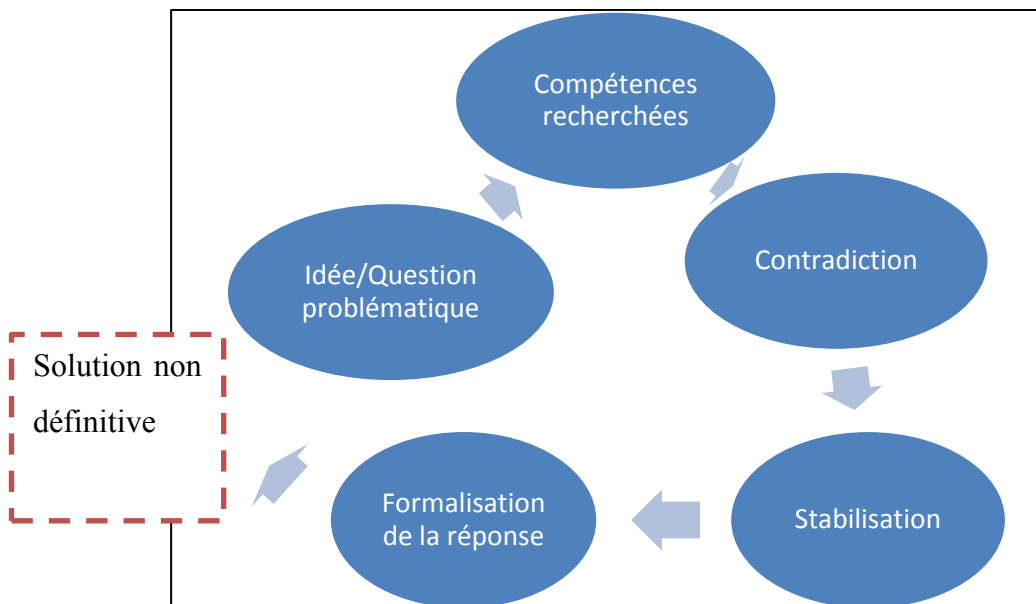 Compétences
recherchées
Contradiction
Idée/Question
problématique
Solution non
définitive
Formalisation
de la réponse
Stabilisation